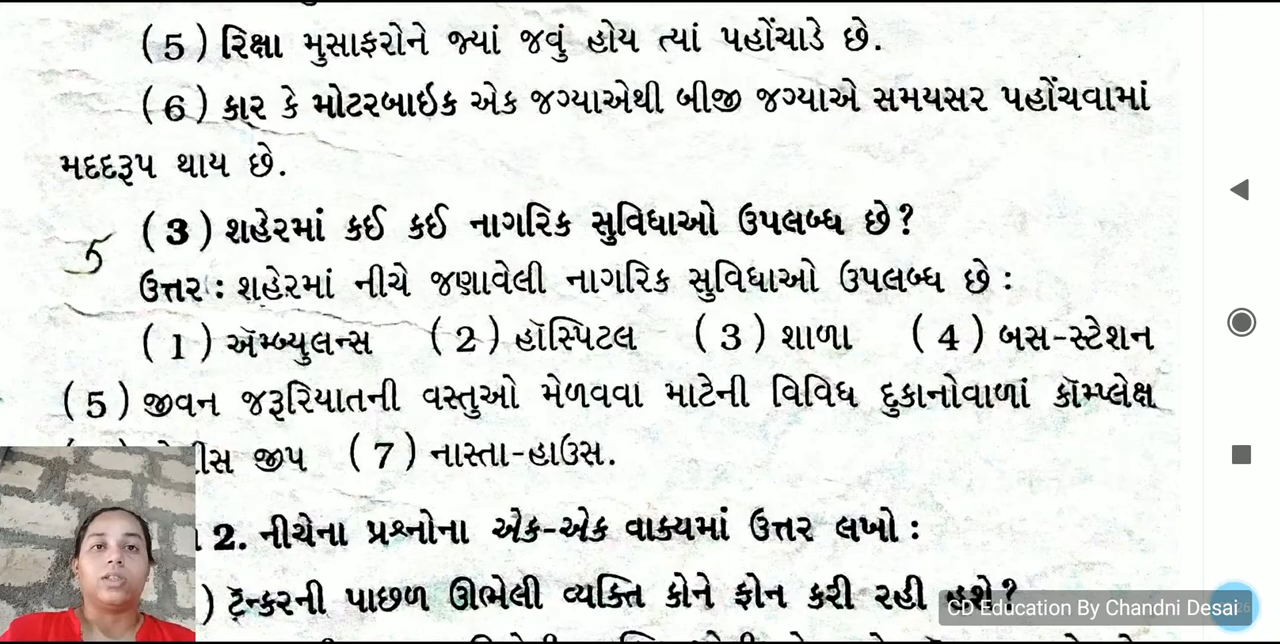 (5) રિક્ષા મુસાફરોને જ્યાં જવું હોય ત્યાં પહોંચાડે છે.
(6) કાર કે મોટરબાઇક એક જગ્યાએથી બીજી જગ્યાએ સમયસર પહોંચવામાં
મદદરૂપ થાય છે.
(3) શહેરમાં કઈ કઈ નાગરિક સુવિધાઓ ઉપલબ્ધ છે?
5
ઉત્તર : શહેરમાં નીચે જણાવેલી નાગરિક સુવિધાઓ ઉપલબ્ધ છે :
(1) ઍમ્બ્યુલન્સ (2) હૉસ્પિટલ (3) શાળા (4) બસ-સ્ટેશન
(5) જીવન જરૂરિયાતની વસ્તુઓ મેળવવા માટેની વિવિધ દુકાનોવાળાં કૉમ્પ્લેક્ષ
જીપ (7) નાસ્તા-હાઉસ.
2. નીચેના પ્રશ્નોના એક-એક વાક્યમાં ઉત્તર લખો :
) ટૅન્કરની પાછળ ઊભેલી વ્યક્તિ કોને ફોન કરી રહી હશે?
CD Education By Chandni Desai